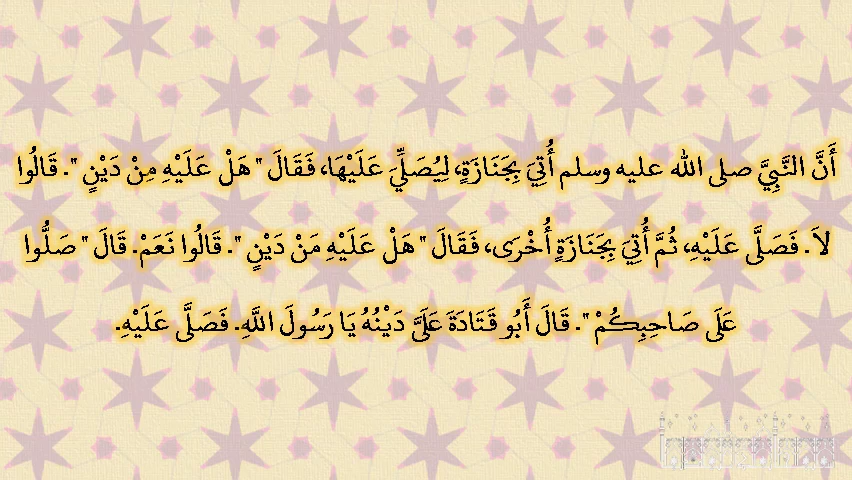 أَنَّ النَّبِيَّ صلى الله عليه وسلم أُتِيَ بِجَنَازَةٍ، لِيُصَلِّيَ عَلَيْهَا، فَقَالَ " هَلْ عَلَيْهِ مِنْ دَيْنٍ ". قَالُوا
لاَ. فَصَلَّى عَلَيْهِ، ثُمَّ أُتِيَ بِجَنَازَةٍ أُخْرَى، فَقَالَ " هَلْ عَلَيْهِ مَنْ دَيْنٍ ". قَالُوا نَعَمْ. قَالَ " صَلُّوا
عَلَى صَاحِبِكُمْ ". قَالَ أَبُو قَتَادَةَ عَلَىَّ دَيْنُهُ يَا رَسُولَ اللَّهِ. فَصَلَّى عَلَيْهِ.